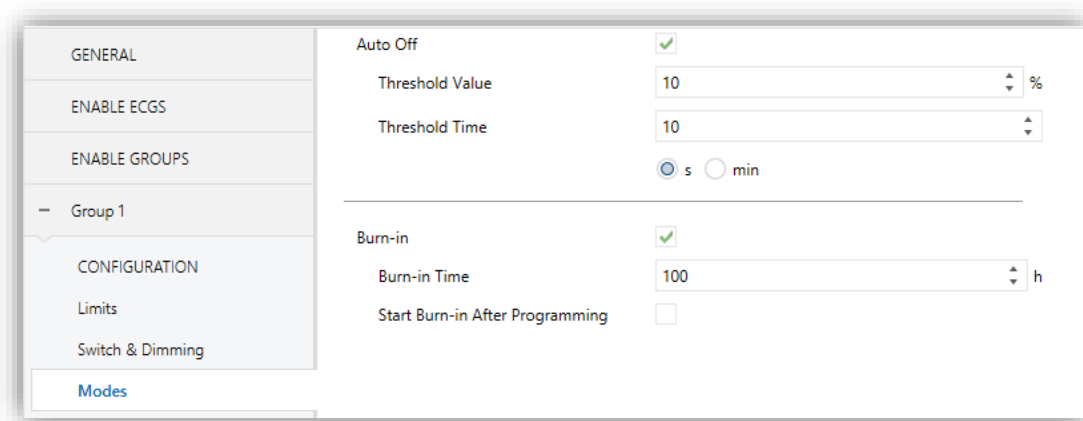 GENERAL
ENABLE ECGS
ENABLE GROUPS
Group 1
CONFIGURATION
Limits
Switch & Dimming
Modes
Auto Off
Threshold Value 10 %
Threshold Time 10
s min
Burn-in
Burn-in Time 100 h
Start Burn-in After Programming